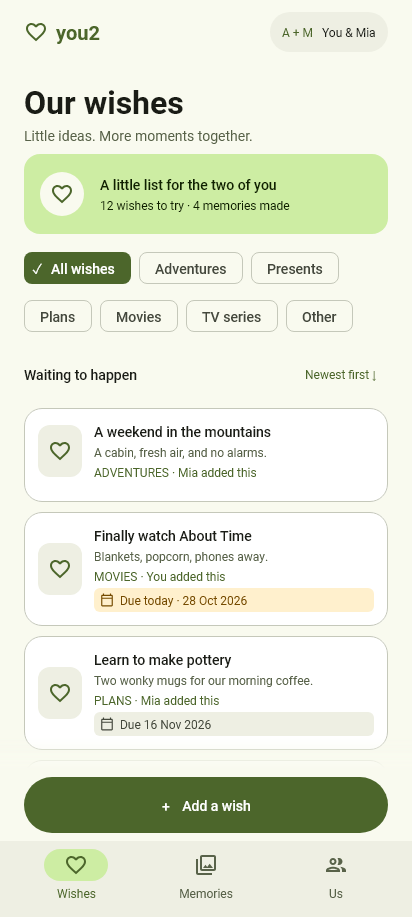 you2
A + M You & Mia
Our wishes
Little ideas. More moments together.
A little list for the two of you
12 wishes to try · 4 memories made
✓ All wishes
Adventures
Presents
Plans
Movies
TV series
Other
Waiting to happen
Newest first ↓
A weekend in the mountains
A cabin, fresh air, and no alarms.
ADVENTURES · Mia added this
Finally watch About Time
Blankets, popcorn, phones away.
MOVIES · You added this
Due today · 28 Oct 2026
Learn to make pottery
Two wonky mugs for our morning coffee.
PLANS · Mia added this
Due 16 Nov 2026
+ Add a wish
Wishes
Memories
Us